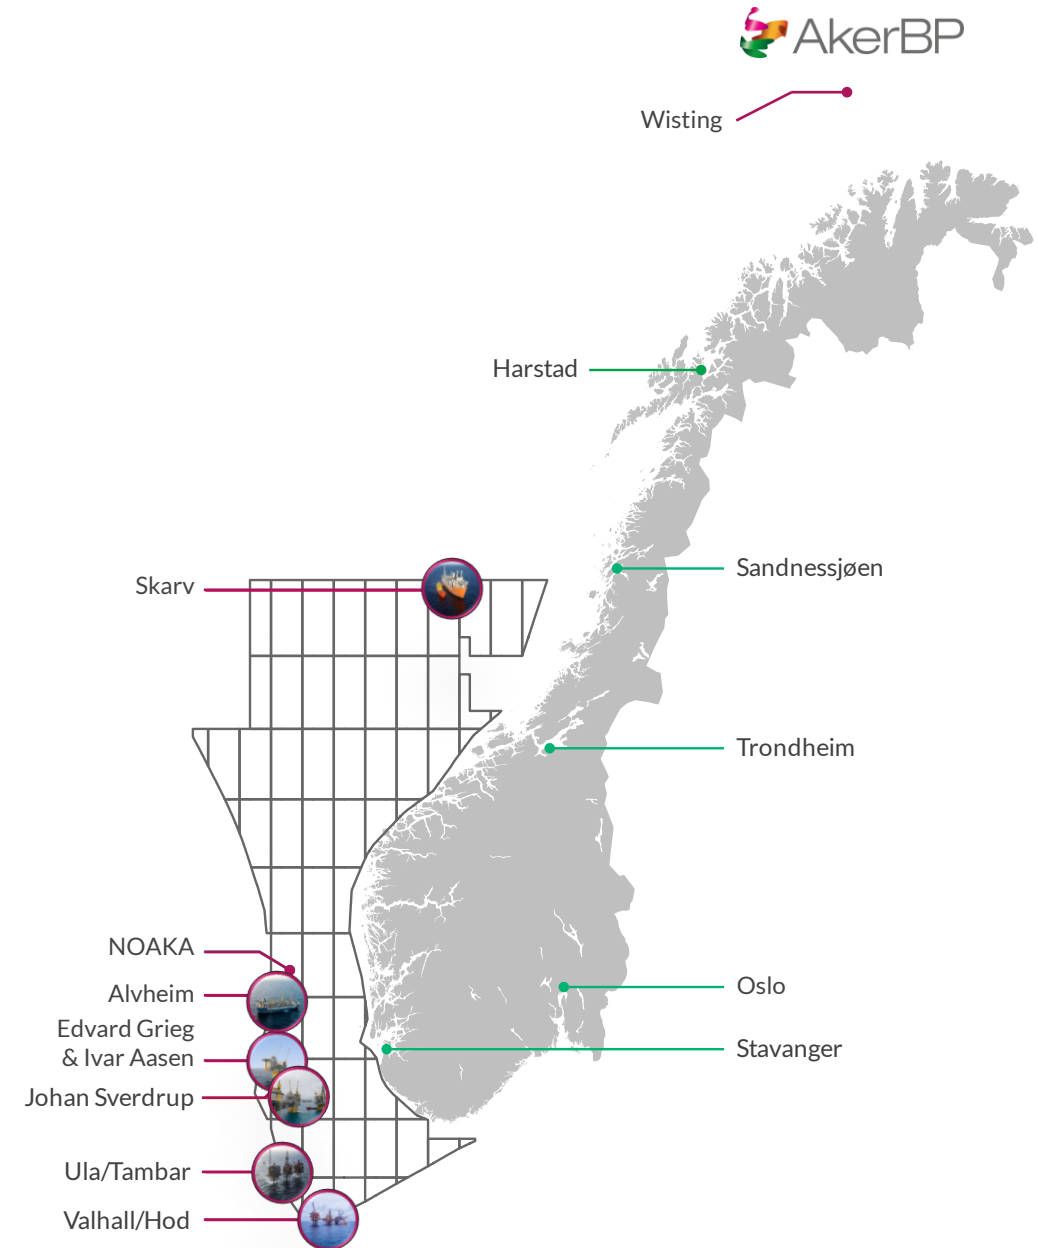 AkerBP
Wisting
Harstad
Sandnessjøen
Skarv
Trondheim
NOAKA
Alvheim
Oslo
Edvard Grieg
& Ivar Aasen
Stavanger
Johan Sverdrup
Ula/Tambar
Valhall/Hod